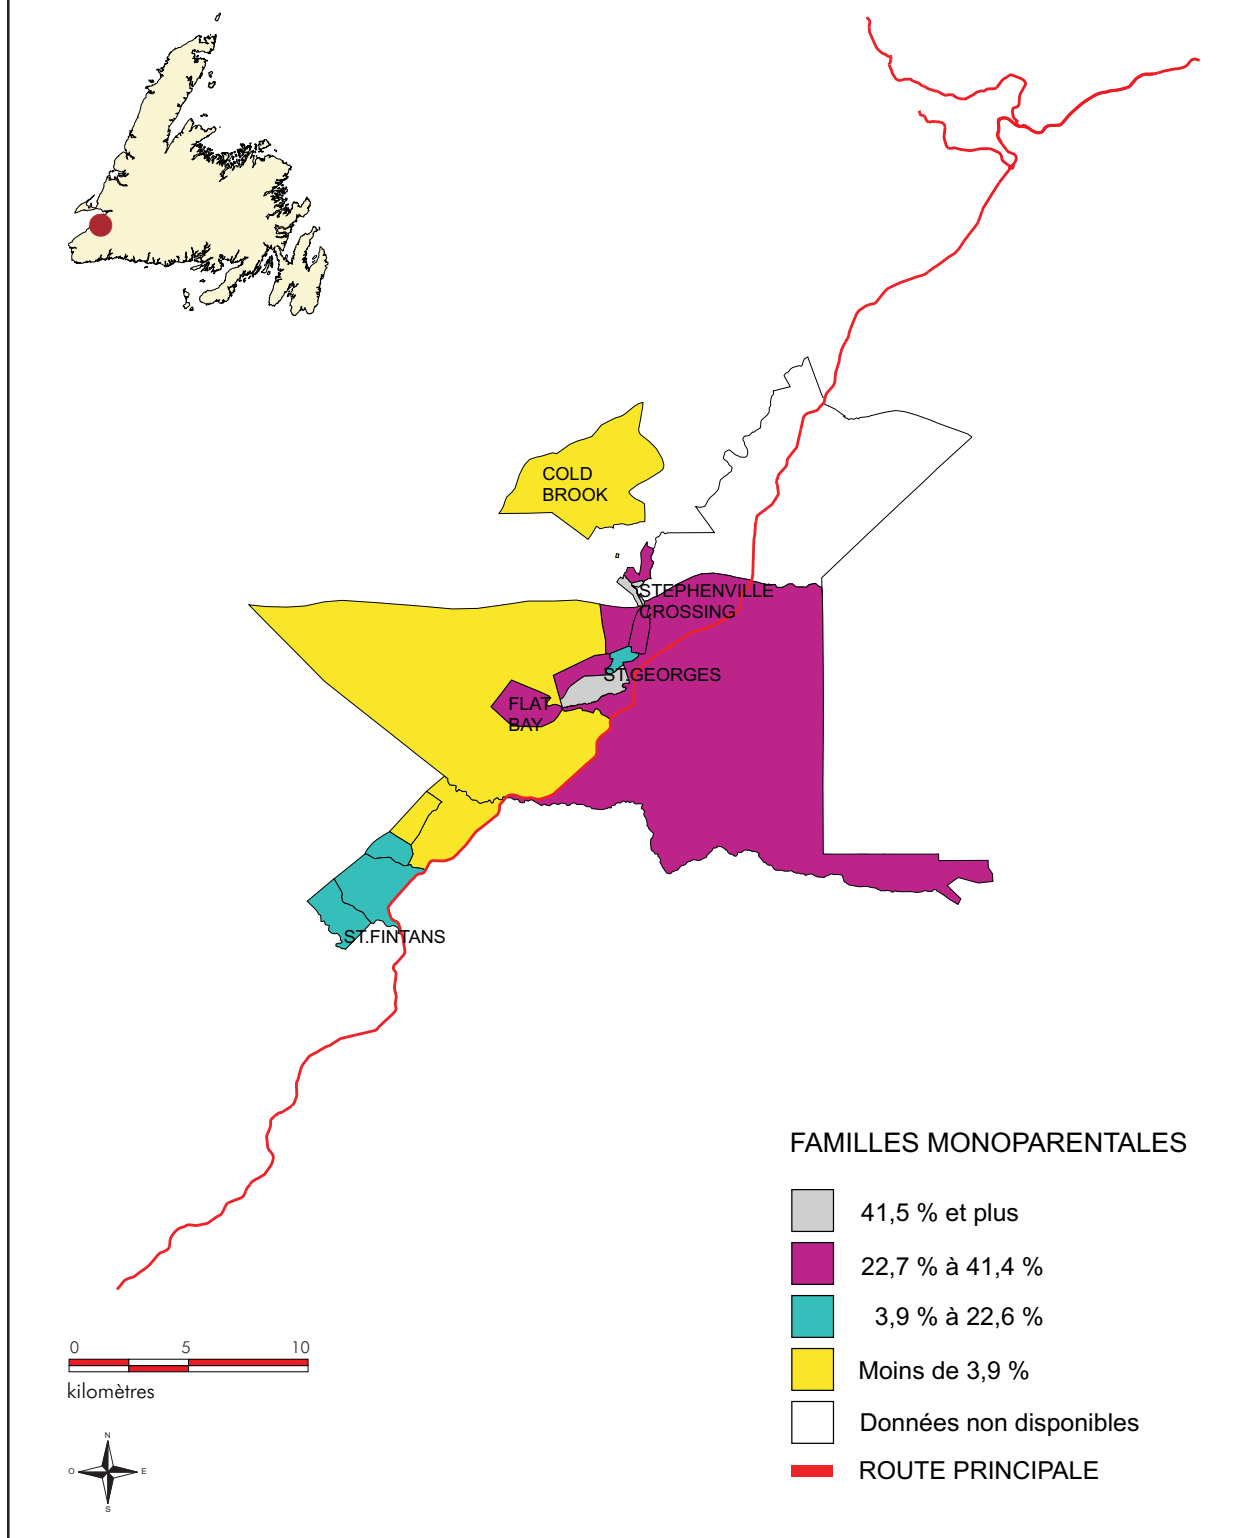 COLD
BROOK
STEPHENVILLE
CROSSING
ST.GEORGES
FLAT
BAY
ST.FINTANS
FAMILLES MONOPARENTALES
41,5 % et plus
22,7 % à 41,4 %
3,9 % à 22,6 %
Moins de 3,9 %
Données non disponibles
ROUTE PRINCIPALE
0 5 10
kilomètres
N
O E
S